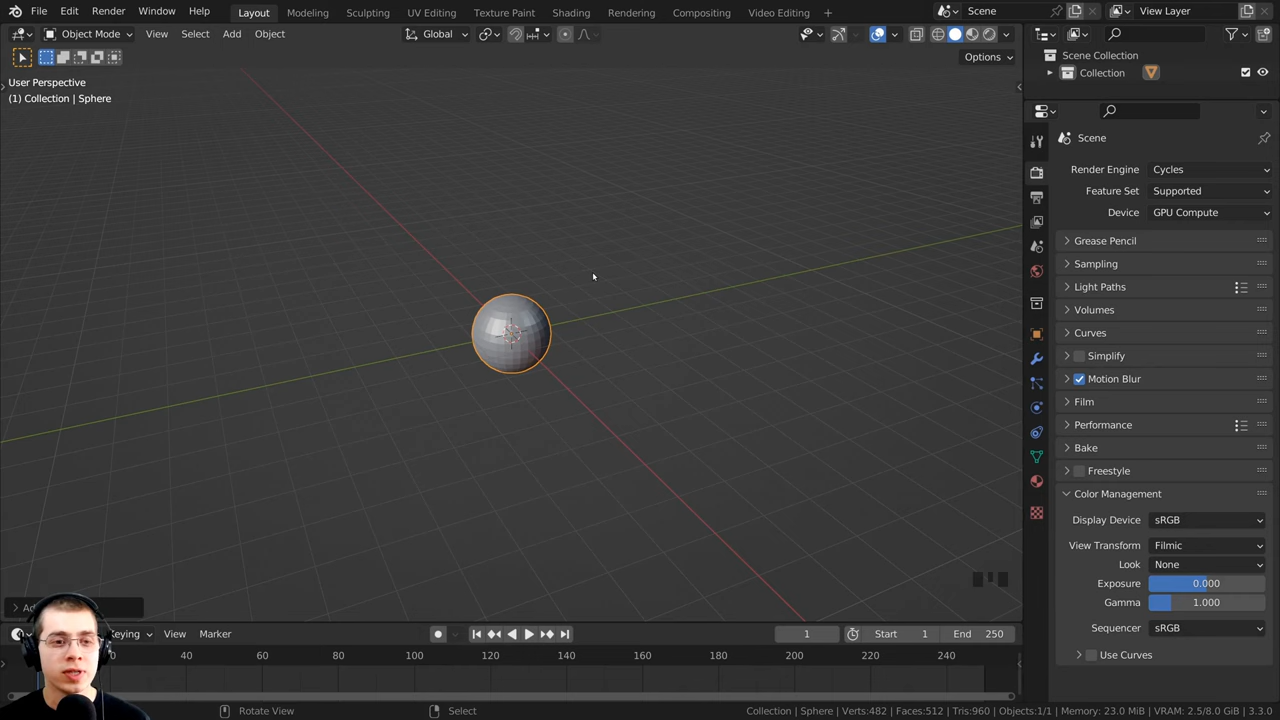 File Edit Render Window Help Layout Modeling Sculpting UV Editing Texture Paint Shading Rendering Compositing Video Editing + Scene View Layer
Object Mode View Select Add Object Global
Options
User Perspective
(1) Collection | Sphere
Scene Collection
Collection
Scene
Render Engine Cycles
Feature Set Supported
Device GPU Compute
Grease Pencil
Sampling
Light Paths
Volumes
Curves
Simplify
Motion Blur
Film
Performance
Bake
Freestyle
Color Management
Display Device sRGB
View Transform Filmic
Look None
Exposure 0.000
Gamma 1.000
Sequencer sRGB
Use Curves
Keying View Marker 1 Start 1 End 250
40 60 80 100 120 140 160 180 200 220 240
Rotate View Select Collection | Sphere | Verts:482 | Faces:512 | Tris:960 | Objects:1/1 | Memory: 23.0 MiB | VRAM: 2.5/8.0 GiB | 3.3.0